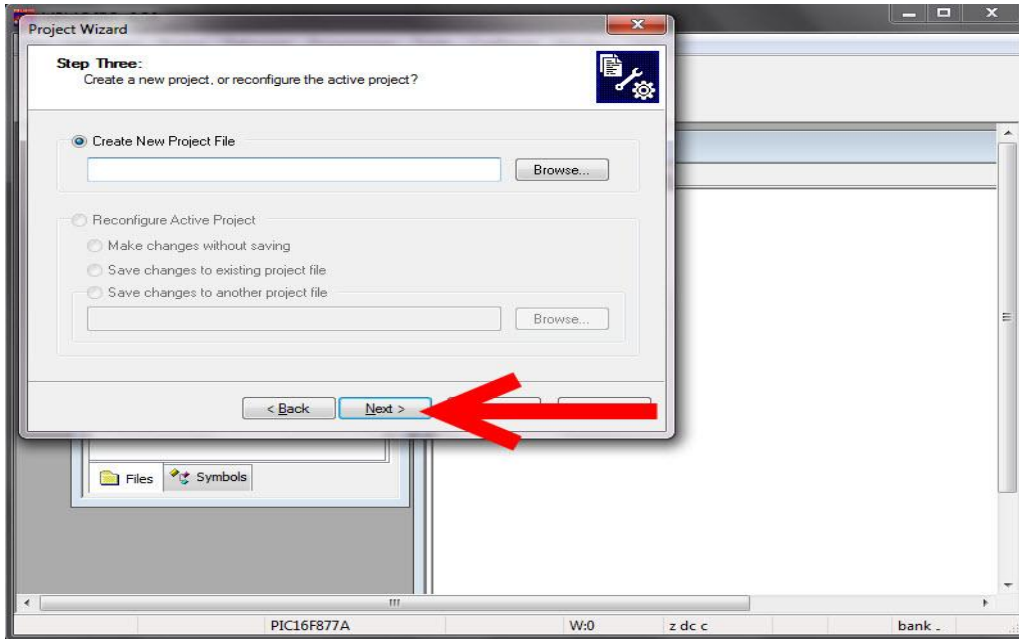 Project Wizard
Step Three:
Create a new project, or reconfigure the active project?
Create New Project File
Browse...
Reconfigure Active Project
Make changes without saving
Save changes to existing project file
Save changes to another project file
Browse...
< Back Next >
Files Symbols
PIC16F877A W:0 z dc c bank